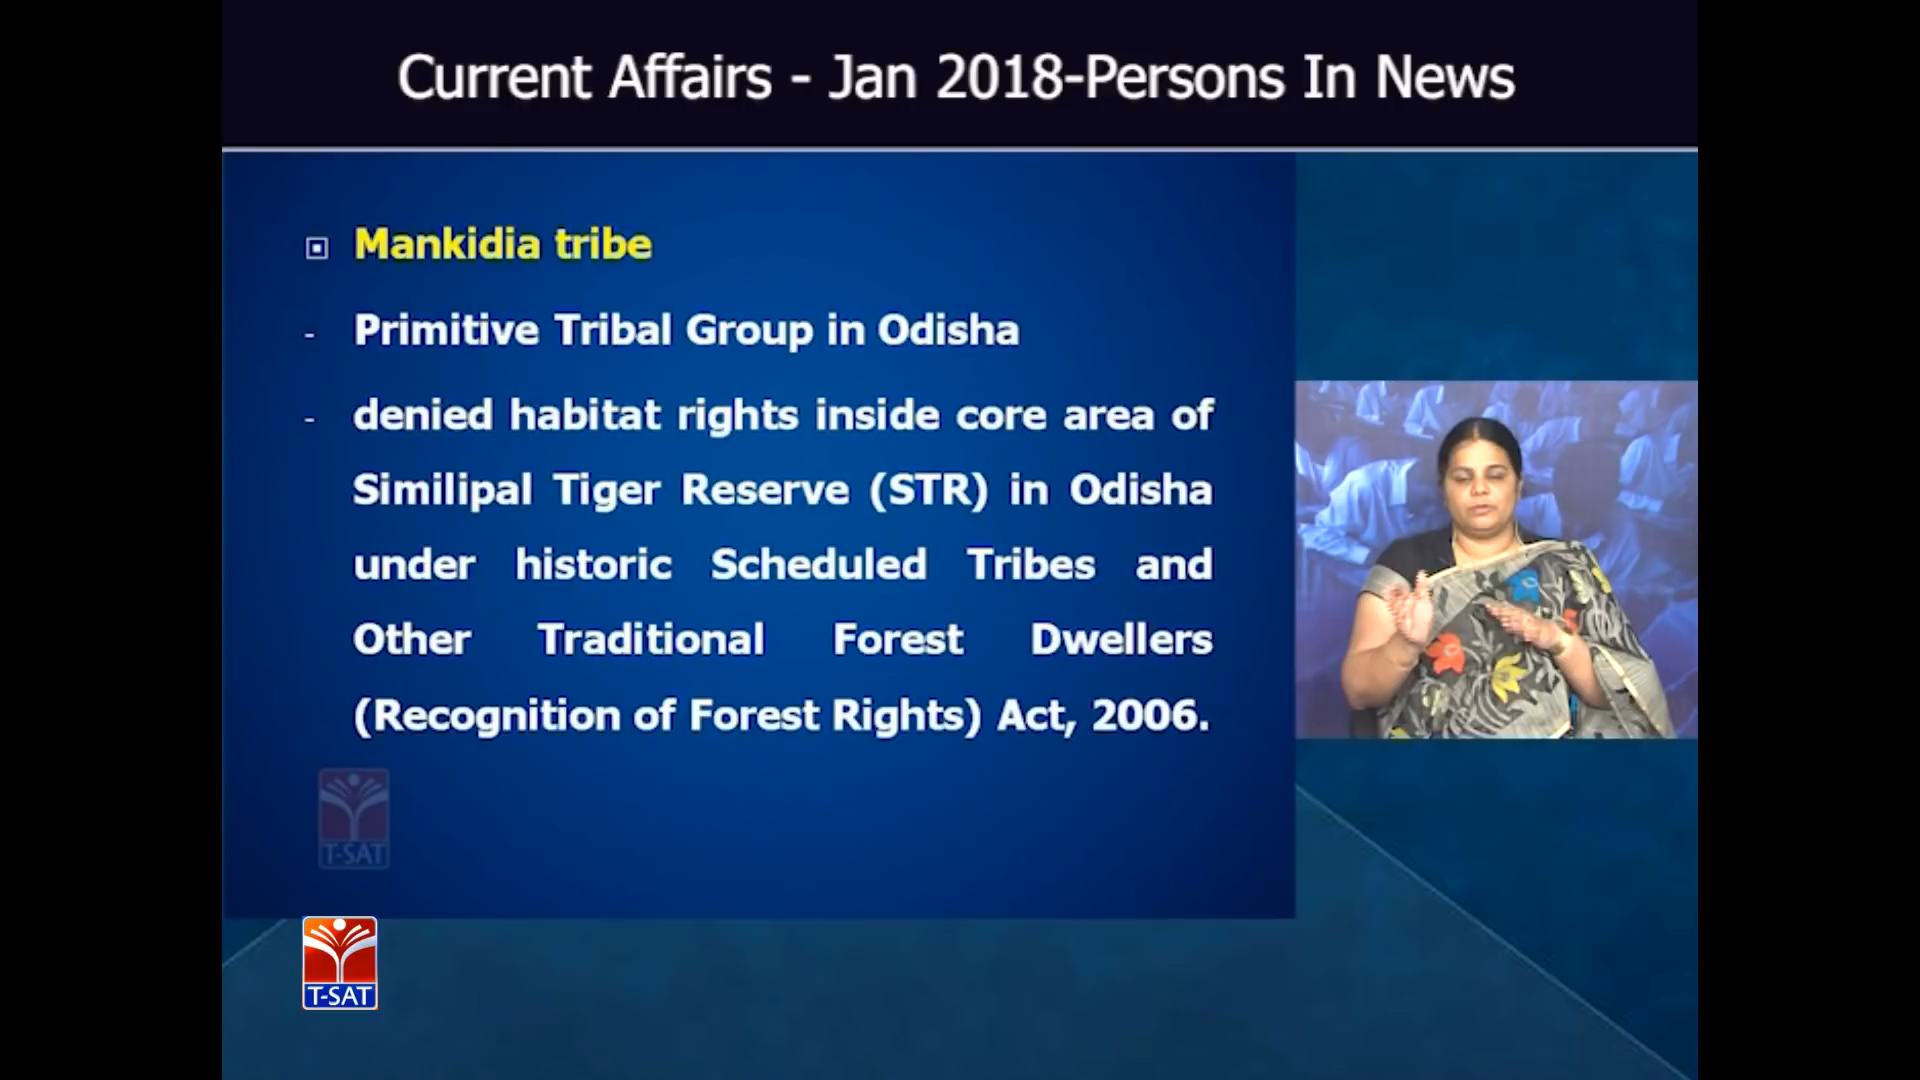 Current Affairs - Jan 2018-Persons In News
Mankidia tribe
- Primitive Tribal Group in Odisha
- denied habitat rights inside core area of
Similipal Tiger Reserve (STR) in Odisha
under historic Scheduled Tribes and
Other Traditional Forest Dwellers
(Recognition of Forest Rights) Act, 2006.
T-SAT
T-SAT